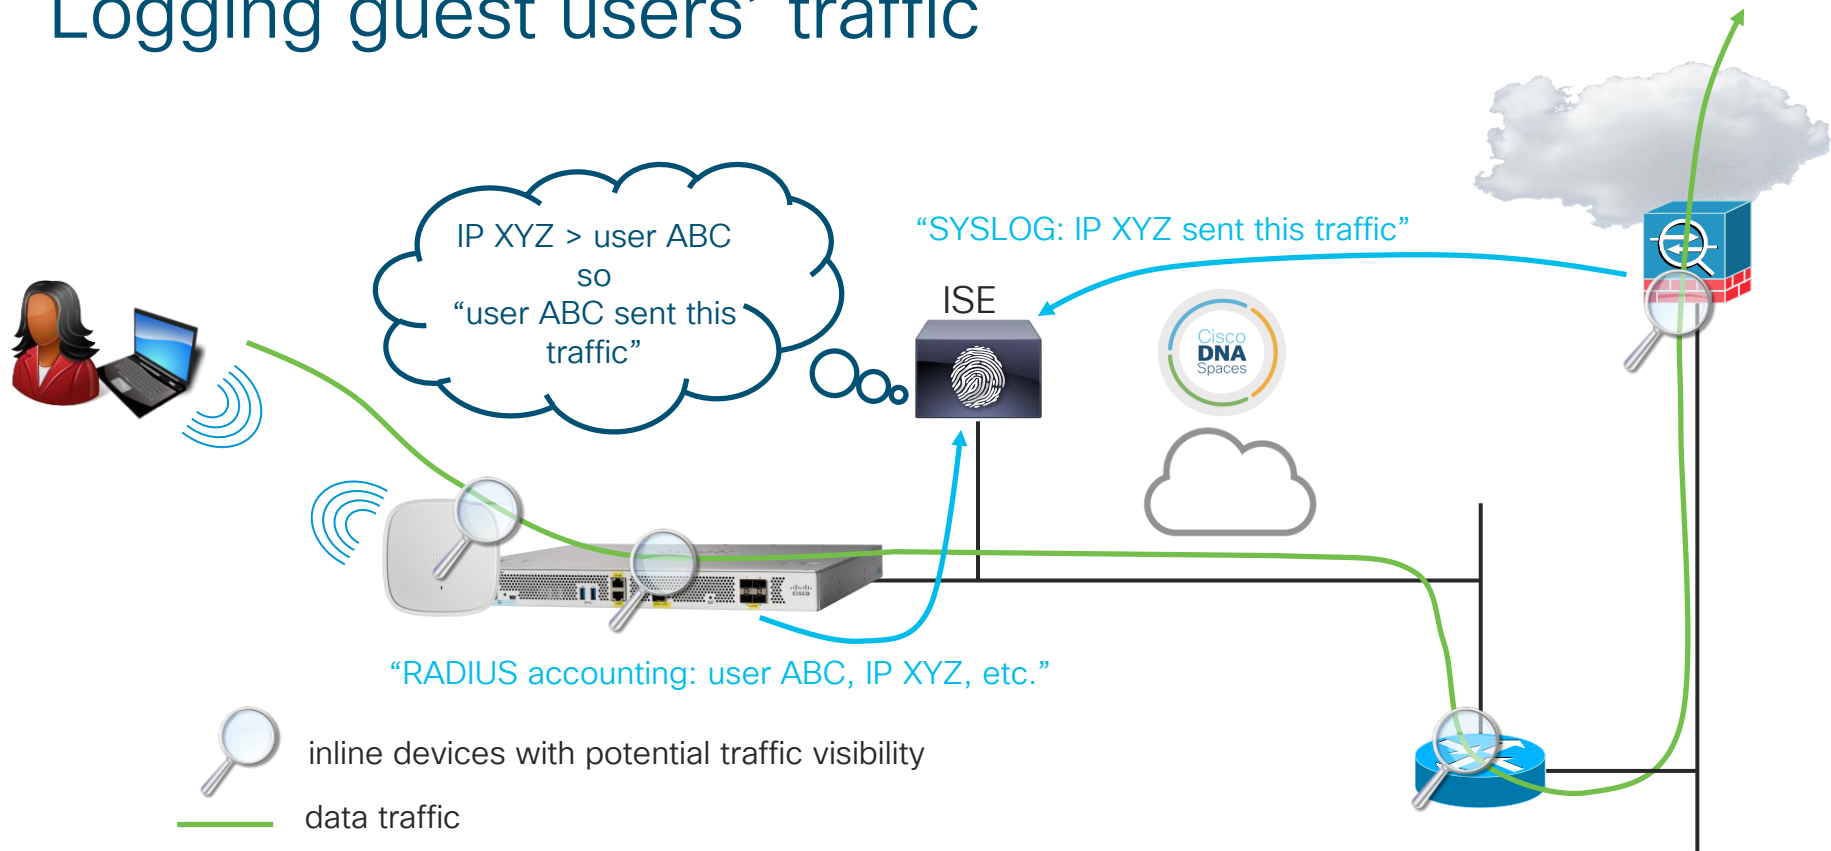 Logging guest users’ traffic
IP XYZ > user ABC
so
“user ABC sent this
traffic”
“SYSLOG: IP XYZ sent this traffic”
ISE
Cisco
DNA
Spaces
CISCO
“RADIUS accounting: user ABC, IP XYZ, etc.”
inline devices with potential traffic visibility
data traffic